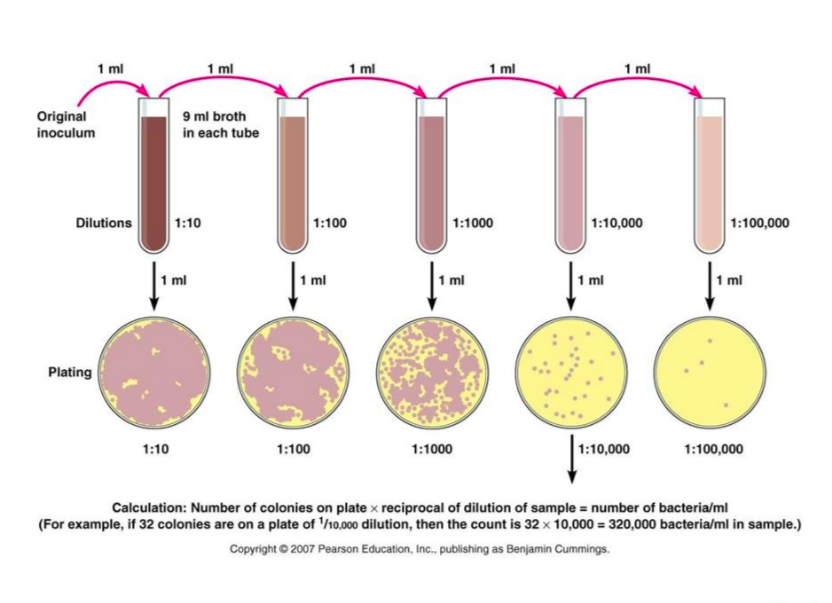 1 ml
1 ml
1 ml
1 ml
1 ml
Original
inoculum
9 ml broth
in each tube
Dilutions
1:10
1:100
1:1000
1:10,000
1:100,000
1 ml
1 ml
1 ml
1 ml
1 ml
Plating
1:10
1:100
1:1000
1:10,000
1:100,000
Calculation: Number of colonies on plate × reciprocal of dilution of sample = number of bacteria/ml
(For example, if 32 colonies are on a plate of 1/10,000 dilution, then the count is 32 × 10,000 = 320,000 bacteria/ml in sample.)
Copyright © 2007 Pearson Education, Inc., publishing as Benjamin Cummings.